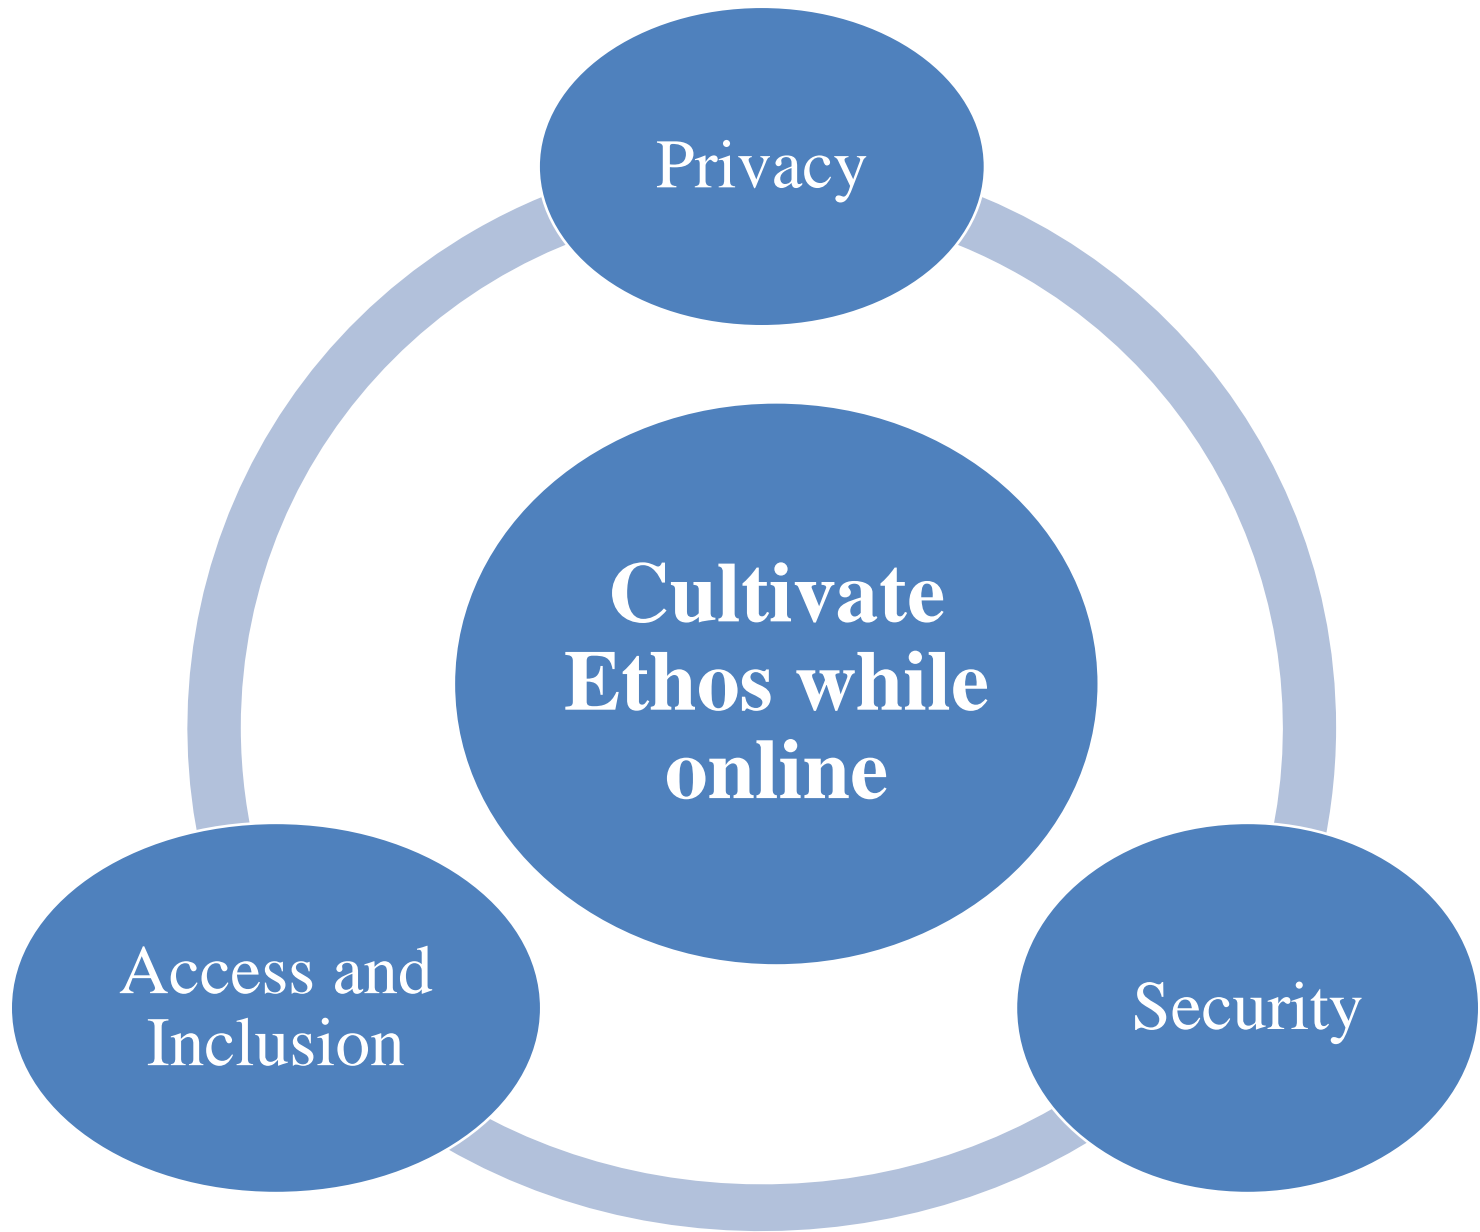 Privacy
Cultivate
Ethos while
online
Access and
Inclusion
Security